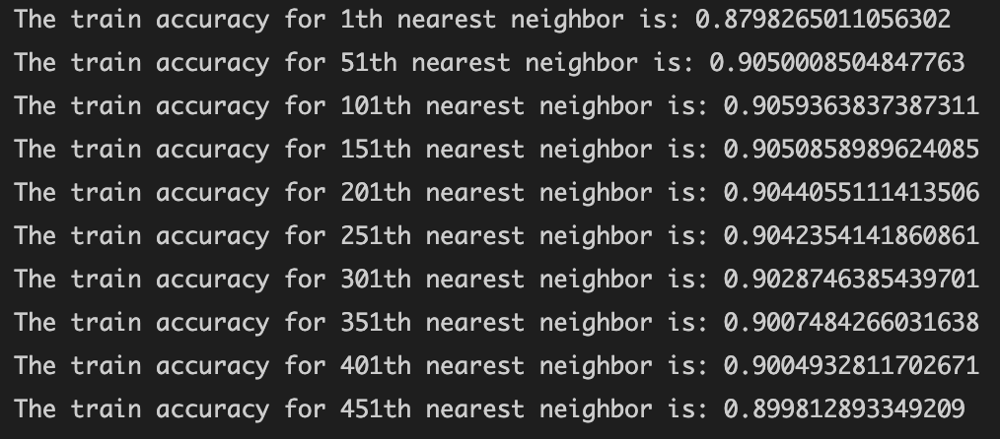 The train accuracy for 1th nearest neighbor is: 0.8798265011056302
The train accuracy for 51th nearest neighbor is: 0.9050008504847763
The train accuracy for 101th nearest neighbor is: 0.9059363837387311
The train accuracy for 151th nearest neighbor is: 0.9050858989624085
The train accuracy for 201th nearest neighbor is: 0.9044055111413506
The train accuracy for 251th nearest neighbor is: 0.9042354141860861
The train accuracy for 301th nearest neighbor is: 0.9028746385439701
The train accuracy for 351th nearest neighbor is: 0.9007484266031638
The train accuracy for 401th nearest neighbor is: 0.9004932811702671
The train accuracy for 451th nearest neighbor is: 0.899812893349209